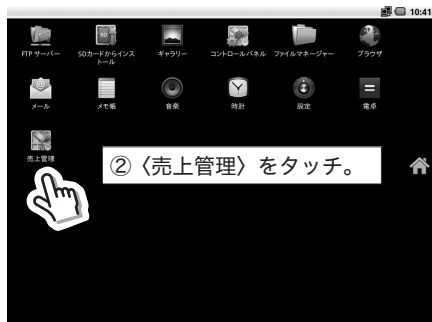 10:41
FTP サーバー
SDカードからインス
トール
ギャラリー
コントロールパネル
ファイルマネージャー
ブラウザ
メール
メモ帳
音楽
時計
設定
電卓
売上管理
②〈売上管理〉をタッチ。